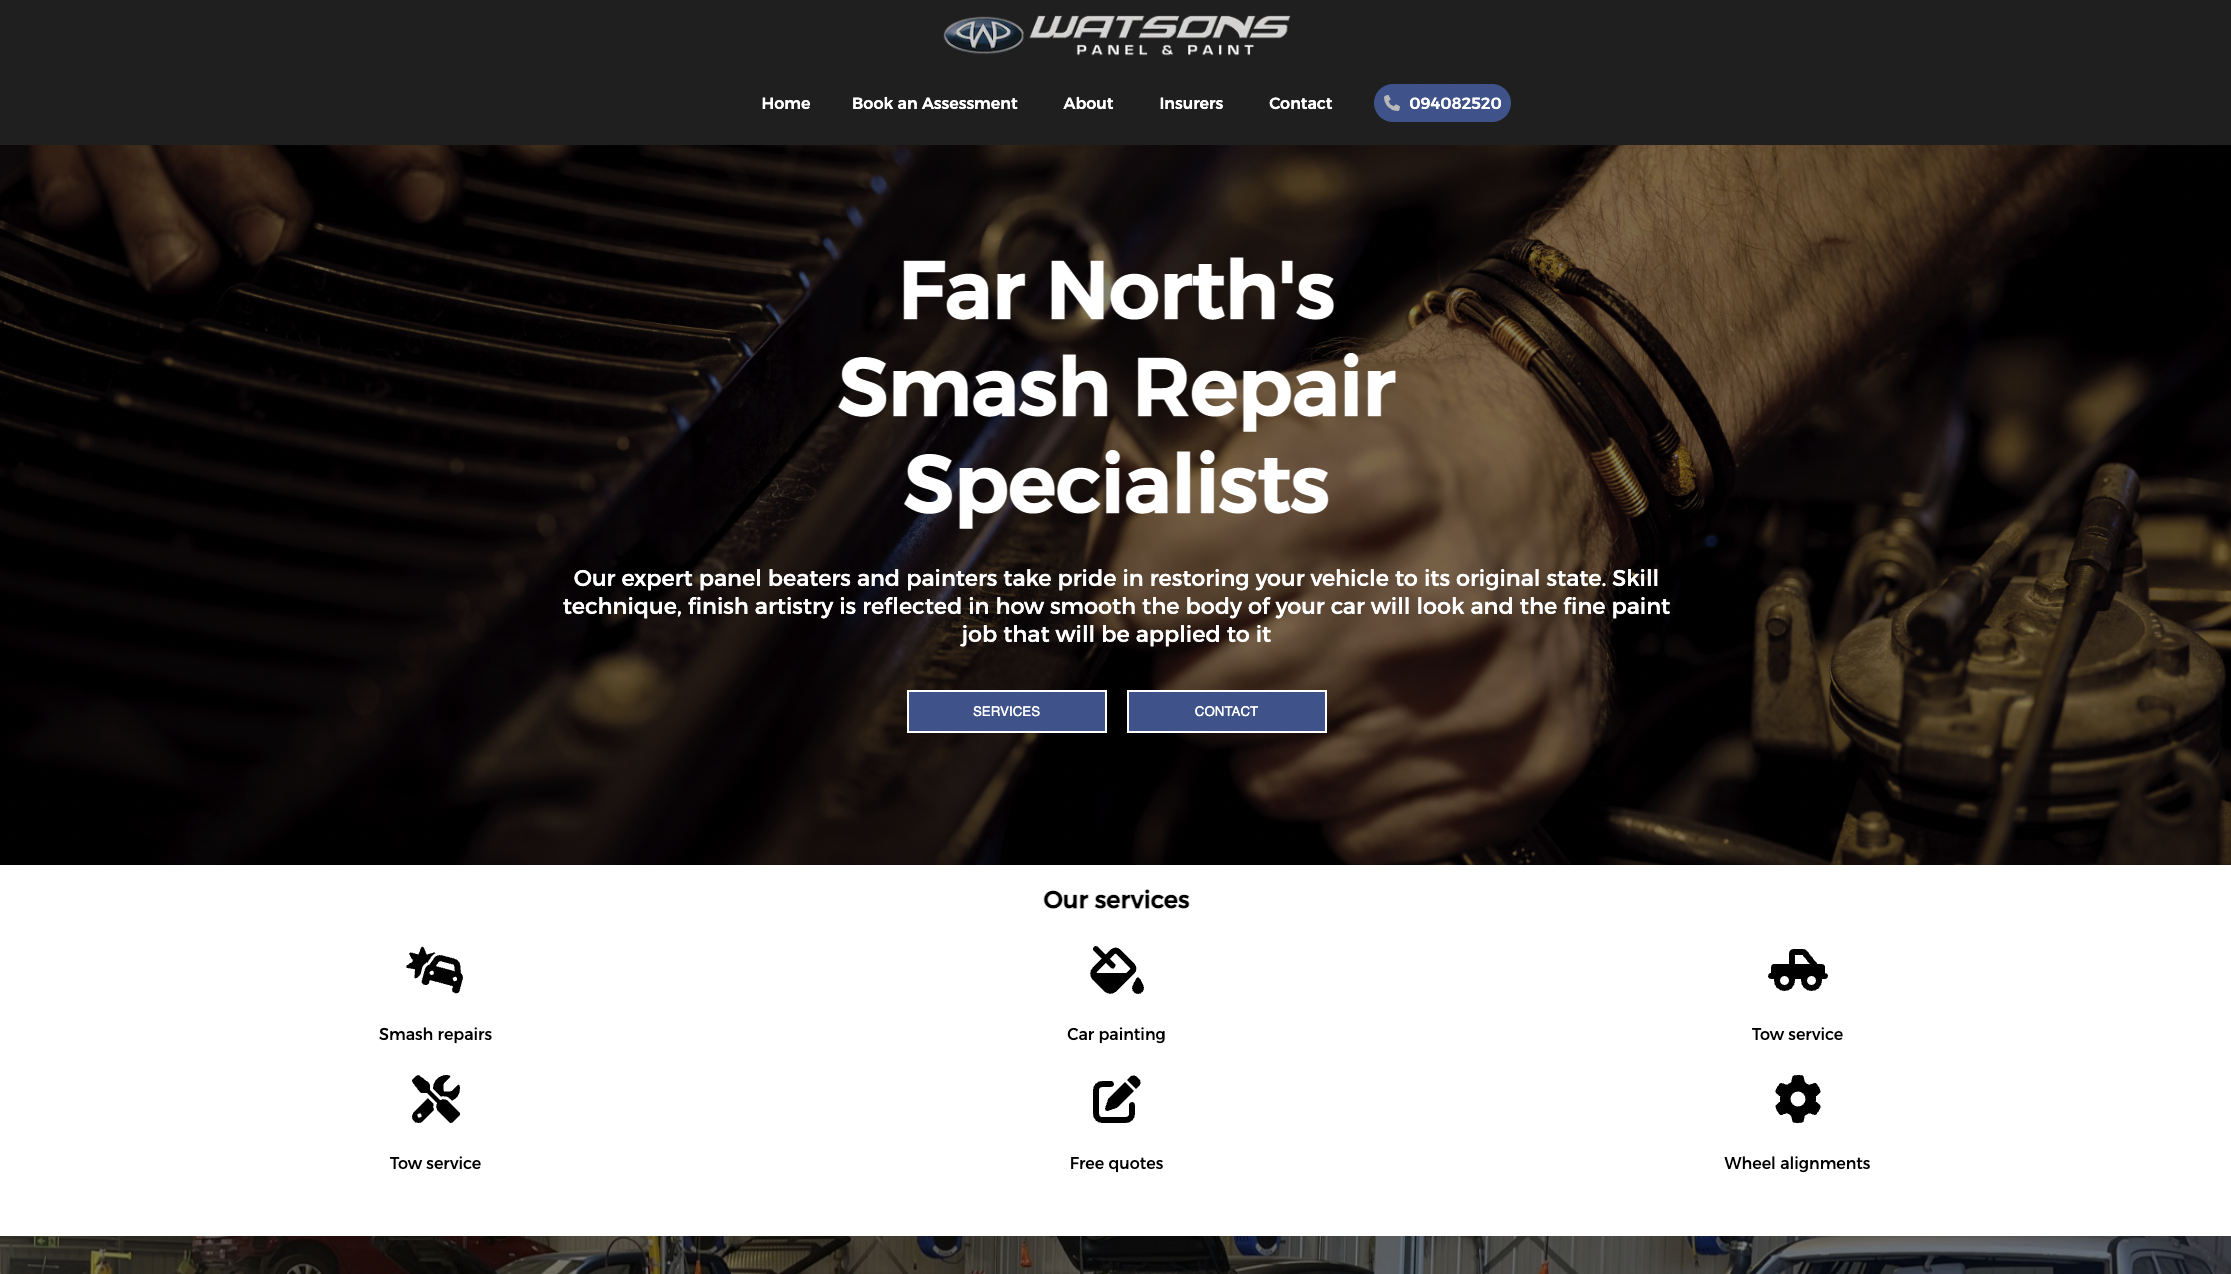 WATSONS
PANEL & PAINT
Home Book an Assessment About Insurers Contact 094082520
Far North's
Smash Repair
Specialists
Our expert panel beaters and painters take pride in restoring your vehicle to its original state. Skill
technique, finish artistry is reflected in how smooth the body of your car will look and the fine paint
job that will be applied to it
SERVICES CONTACT
Our services
Smash repairs Car painting Tow service
Tow service Free quotes Wheel alignments